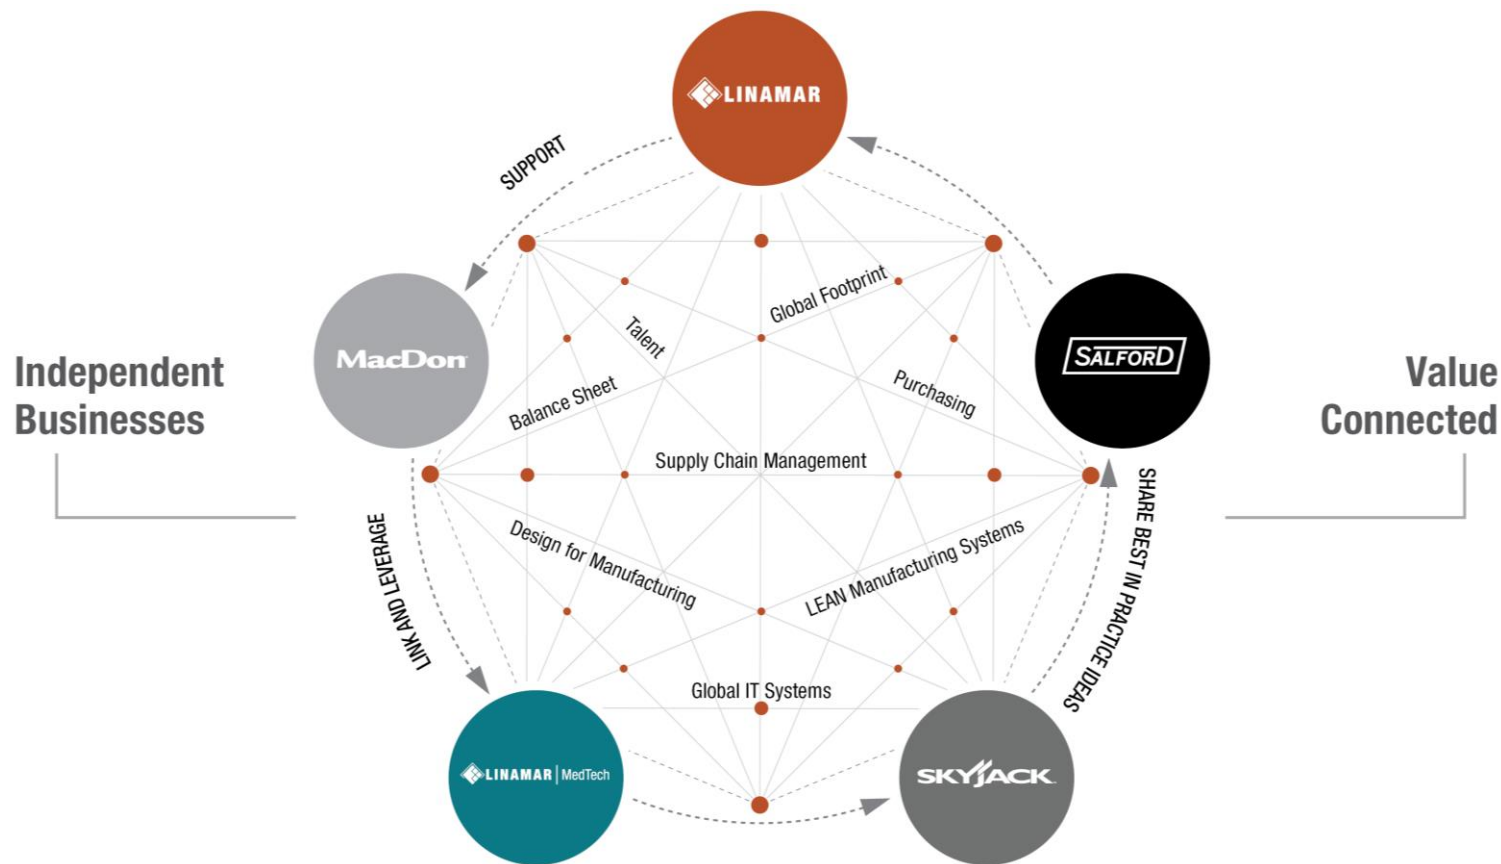 LINAMAR
SUPPORT
Global Footprint
Talent
MacDon
SALFORD
Independent
Businesses
Value
Connected
Balance Sheet
Purchasing
Supply Chain Management
LINK AND LEVERAGE
Design for Manufacturing
LEAN Manufacturing Systems
SHARE BEST IN PRACTICE IDEAS
Global IT Systems
LINAMAR | MedTech
SKYJACK